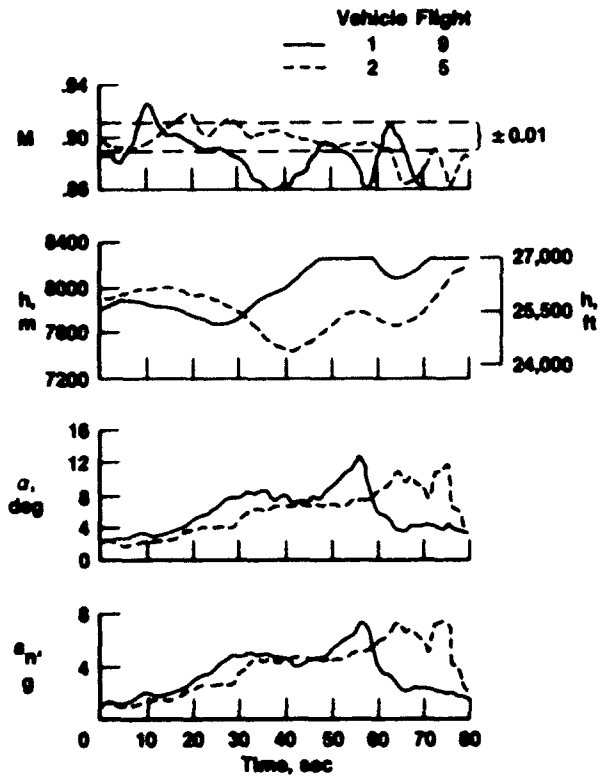 Vehicle Flight
1 9
2 5
.94
M .90 ± 0.01
.86
8400
27,000
h, 8000 h,
m 25,500 ft
7600
24,000
7200
16
12
α, 8
deg
4
0
8
an, 4
g
0 10 20 30 40 50 60 70 80
Time, sec